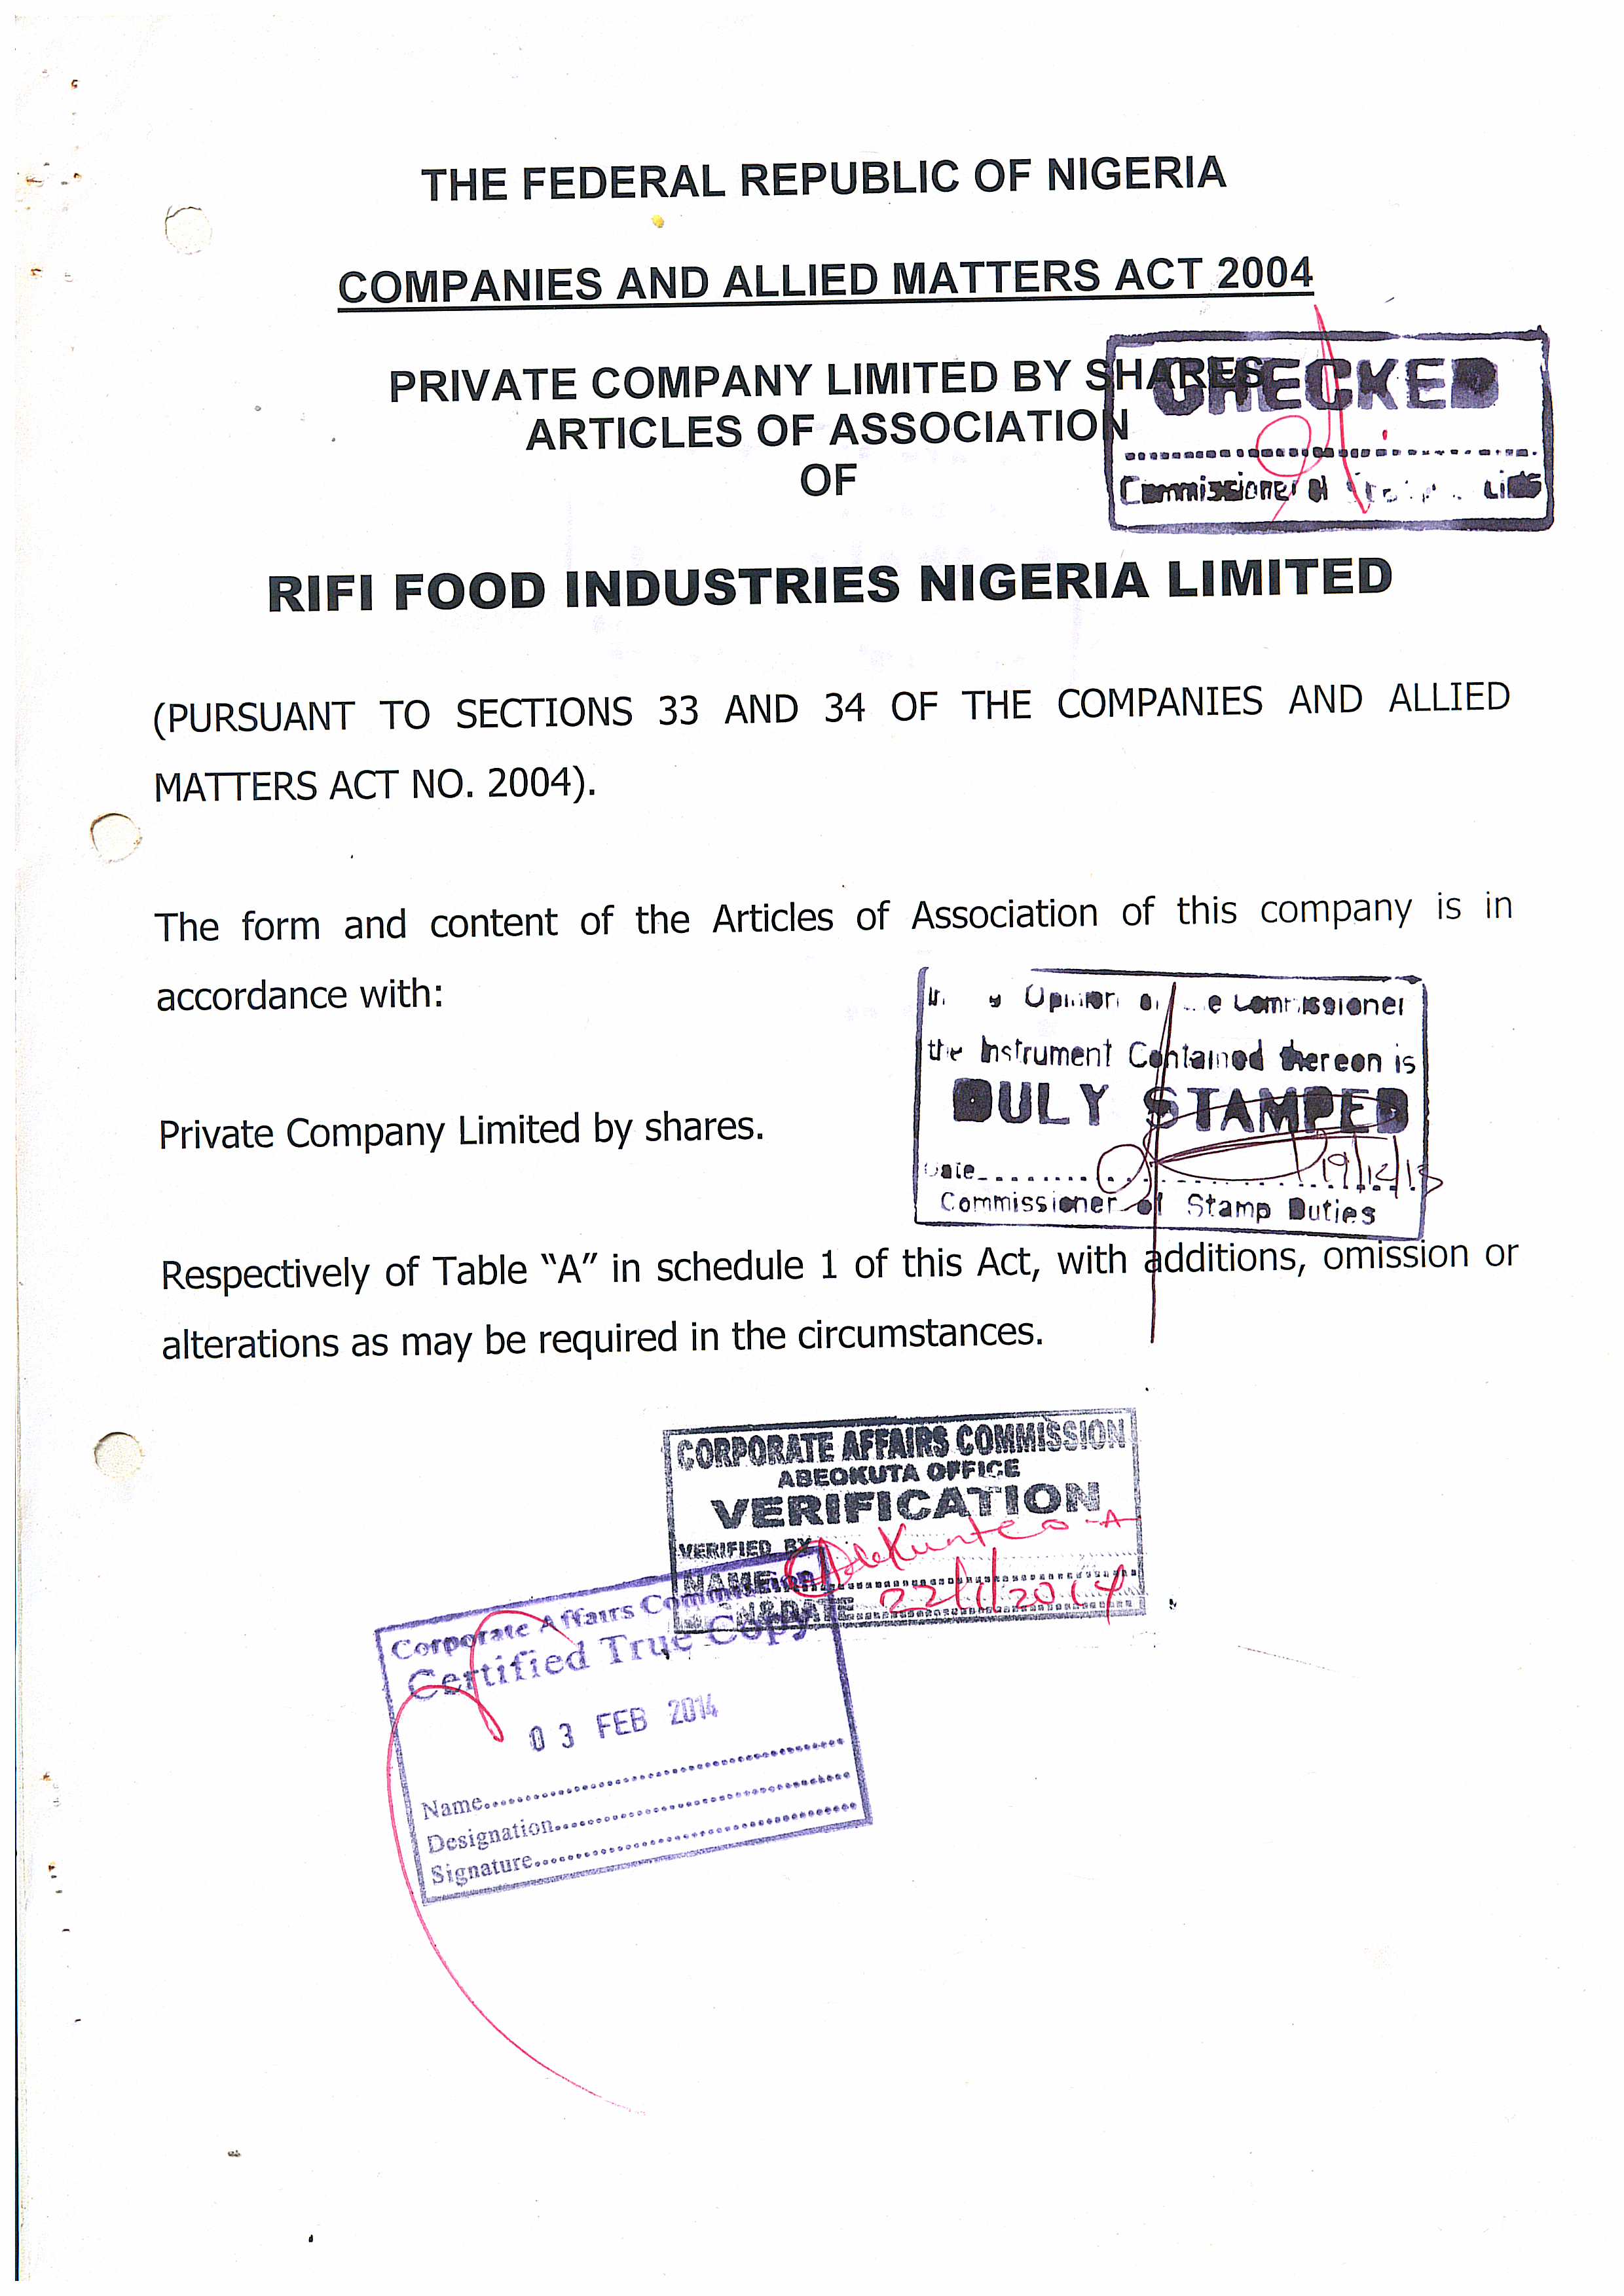 THE FEDERAL REPUBLIC OF NIGERIA
COMPANIES AND ALLIED MATTERS ACT 2004
PRIVATE COMPANY LIMITED BY SHARES
ARTICLES OF ASSOCIATION
OF
CHECKED
Commissioner of
RIFI FOOD INDUSTRIES NIGERIA LIMITED
(PURSUANT TO SECTIONS 33 AND 34 OF THE COMPANIES AND ALLIED
MATTERS ACT NO. 2004).
The form and content of the Articles of Association of this company is in
accordance with:
Opinion of the Commissioner
the Instrument Contained thereon is
DULY STAMPED
Date 19/12/13
Commissioner of Stamp Duties
Private Company Limited by shares.
Respectively of Table “A” in schedule 1 of this Act, with additions, omission or
alterations as may be required in the circumstances.
CORPORATE AFFAIRS COMMISSION
ABEOKUTA OFFICE
VERIFICATION
VERIFIED BY
NAME
DATE 22/1/2014
Corporate Affairs Commission
Certified True Copy
03 FEB 2014
Name
Designation
Signature